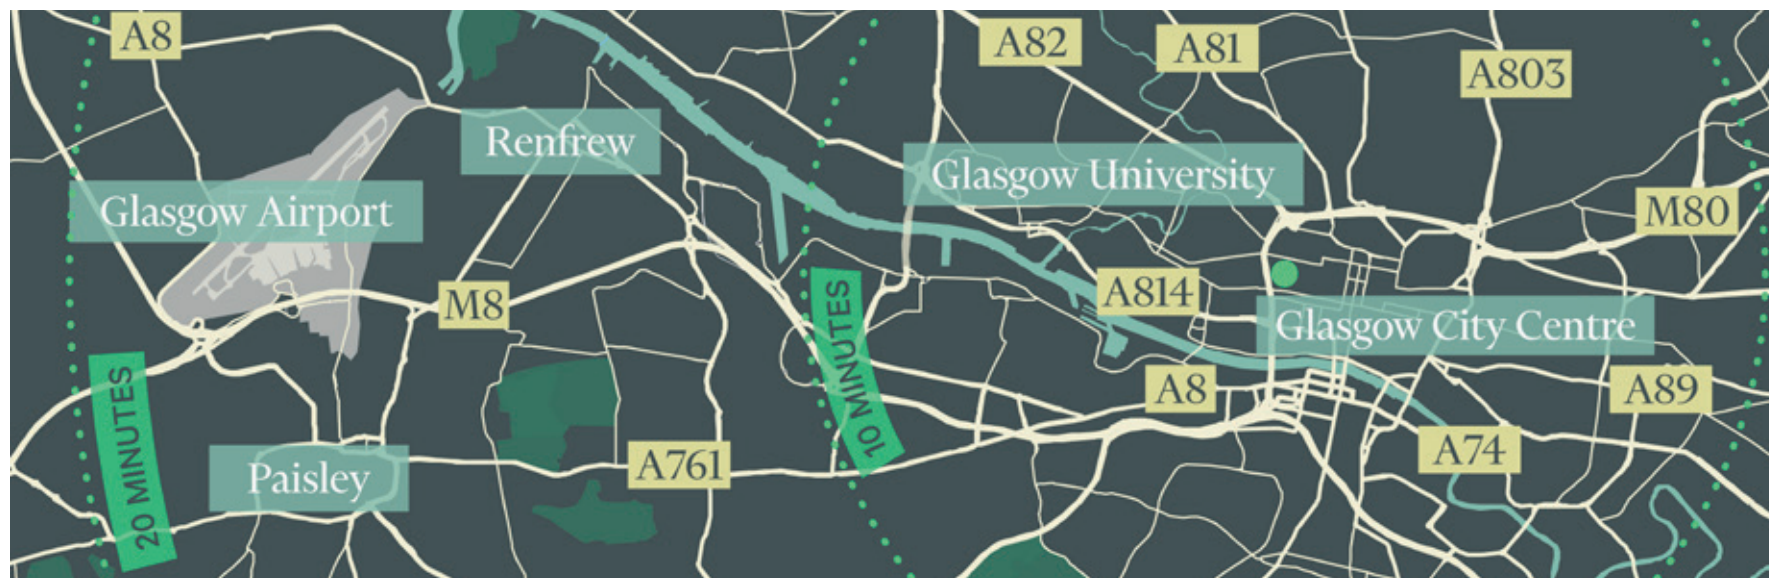 A8
A82
A81
A803
Renfrew
Glasgow University
Glasgow Airport
M80
M8
A814
10 MINUTES
Glasgow City Centre
A8
A89
20 MINUTES
Paisley
A761
A74